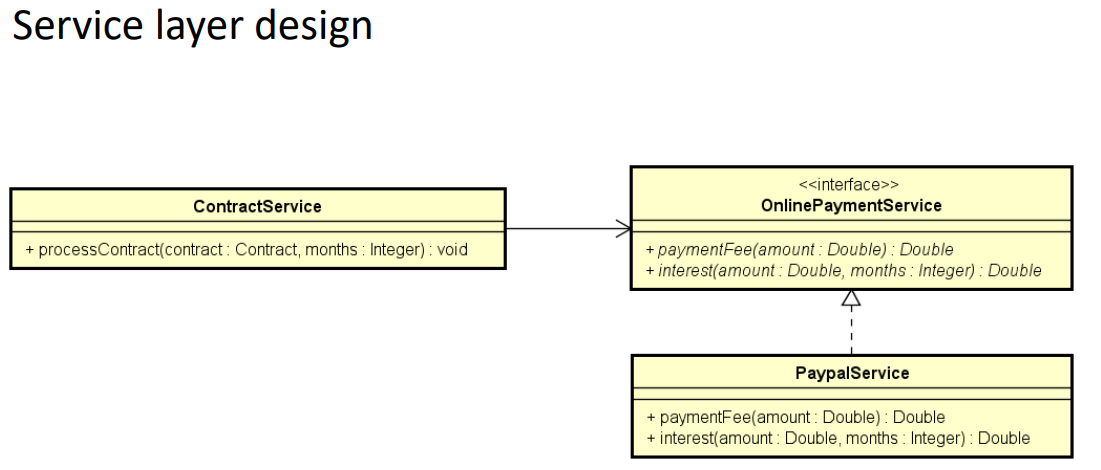 Service layer design
ContractService
+ processContract(contract : Contract, months : Integer) : void
<<interface>>
OnlinePaymentService
+ paymentFee(amount : Double) : Double
+ interest(amount : Double, months : Integer) : Double
PaypalService
+ paymentFee(amount : Double) : Double
+ interest(amount : Double, months : Integer) : Double